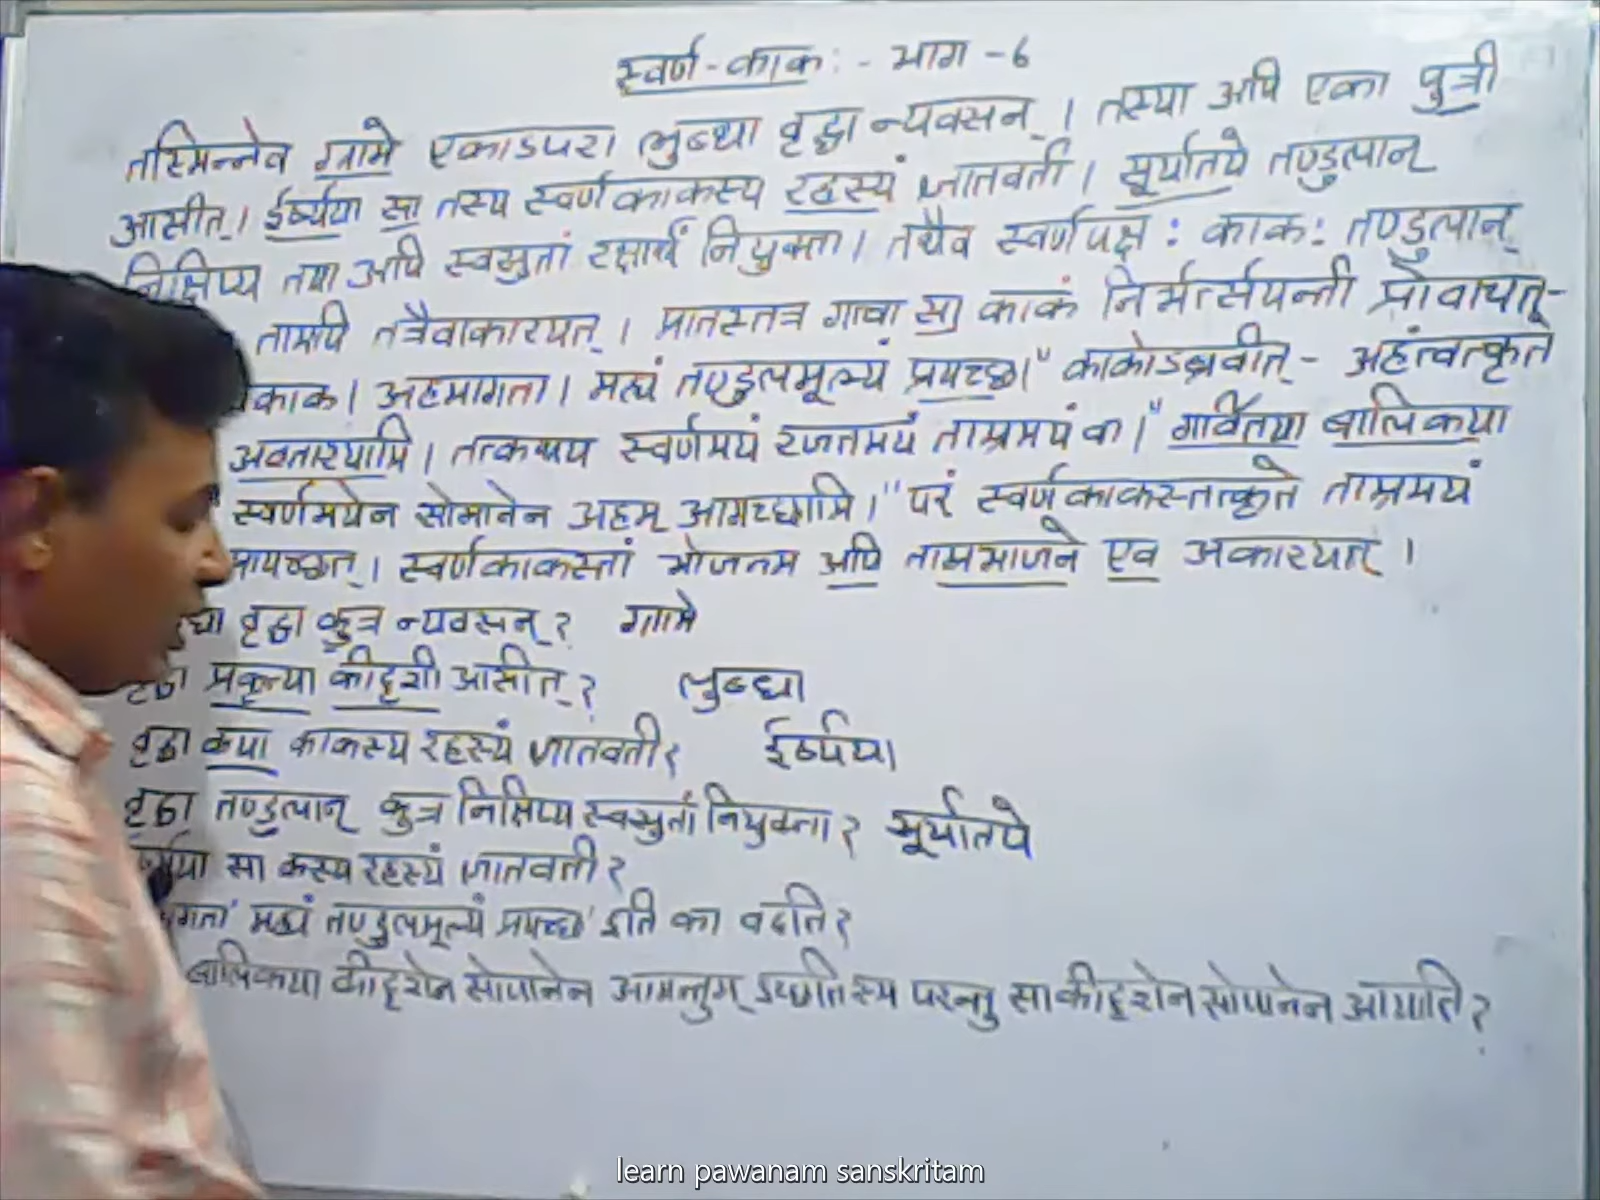 स्वर्ण-काक: - भाग - 6
तस्मिन्नेव ग्रामे एकाऽपरा लुब्धा वृद्धा न्यवसन् । तस्या अपि एका पुत्री
आसीत् । ईर्ष्यया सा तस्य स्वर्णकाकस्य रहस्यं ज्ञातवती । सूर्यातपे तण्डुलान्
निक्षिप्य तया अपि स्वसुतां रक्षार्थं नियुक्ता । तथैव स्वर्णपक्ष: काक: तण्डुलान्
तामपि तत्रैवाकारयत् । प्रातस्तत्र गत्वा सा काकं निर्भर्त्सयन्ती प्रोवाचत्-
काक । अहमागता । मह्यं तण्डुलमूल्यं प्रयच्छ।" काकोऽब्रवीत् - अहंत्वत्कृते
अवतारयामि । तत्कथय स्वर्णमयं रजतमयं ताम्रमयं वा ।" गर्वितया बालिकया
स्वर्णमयेन सोपानेन अहम् आगच्छामि ।" परं स्वर्णकाकस्तत्कृते ताम्रमयं
प्रायच्छत् । स्वर्णकाकस्तां भोजनम अपि ताम्रभाजने एव अकारयत् ।
वृद्धा कुत्र न्यवसन् ? ग्रामे
वृद्धा प्रकृत्या कीदृशी आसीत् ? लुब्धा
वृद्धा कया काकस्य रहस्यं ज्ञातवती ? ईर्ष्यया
वृद्धा तण्डुलान् कुत्र निक्षिप्य स्वसुतां नियुक्ता ? सूर्यातपे
सा कस्य रहस्यं ज्ञातवती ?
मह्यं तण्डुलमूल्यं प्रयच्छ' इति का वदति ?
बालिकया कीदृशेन सोपानेन आगन्तुम् इच्छति स्म परन्तु सा कीदृशेन सोपानेन आयाति ?
learn pawanam sanskritam